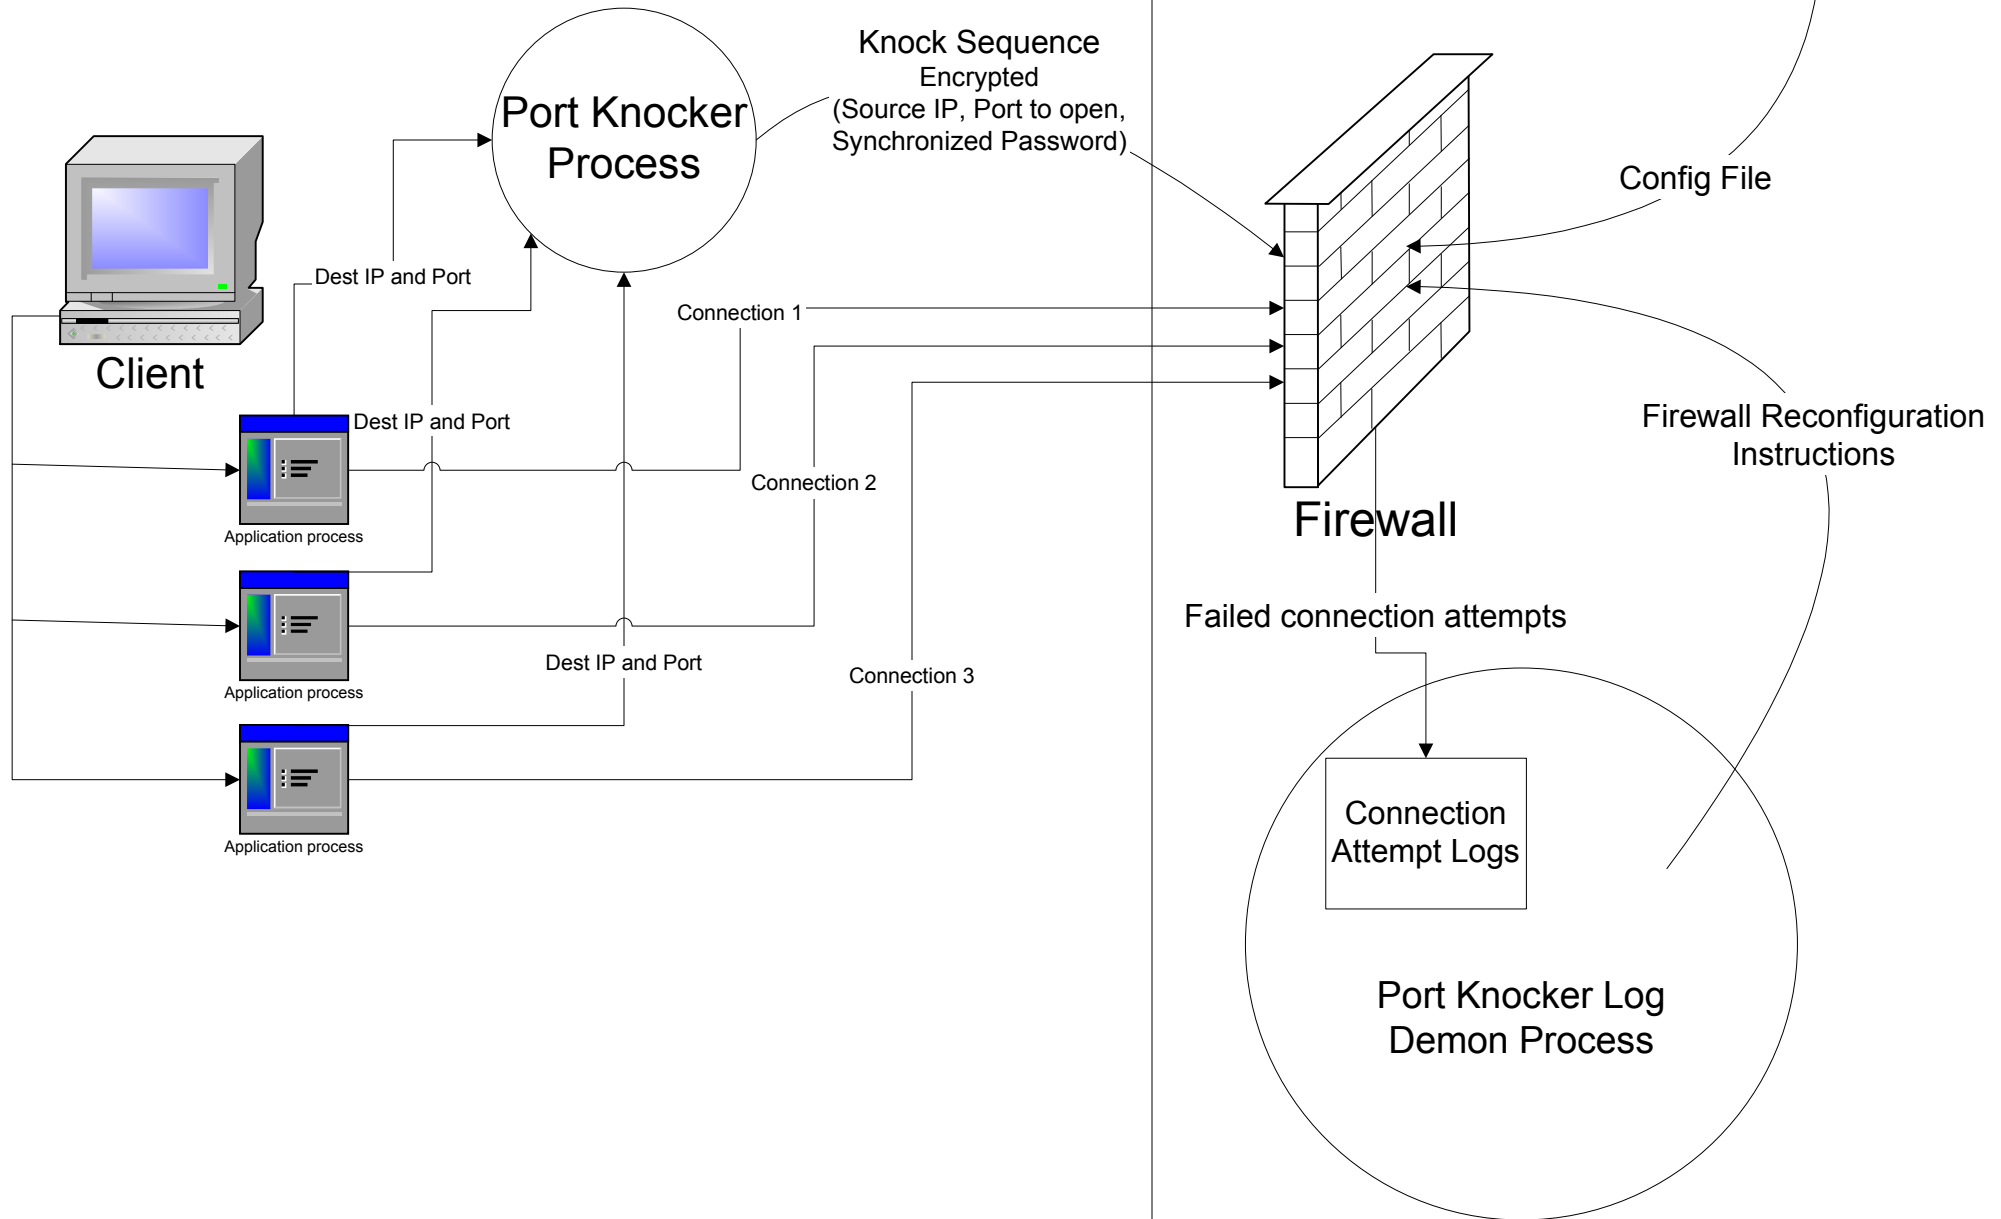 Knock Sequence
Encrypted
(Source IP, Port to open,
Synchronized Password)
Port Knocker
Process
Config File
Dest IP and Port
Connection 1
Client
Dest IP and Port
Firewall Reconfiguration
Instructions
Connection 2
Firewall
Application process
Failed connection attempts
Dest IP and Port
Connection 3
Application process
Connection
Attempt Logs
Application process
Port Knocker Log
Demon Process